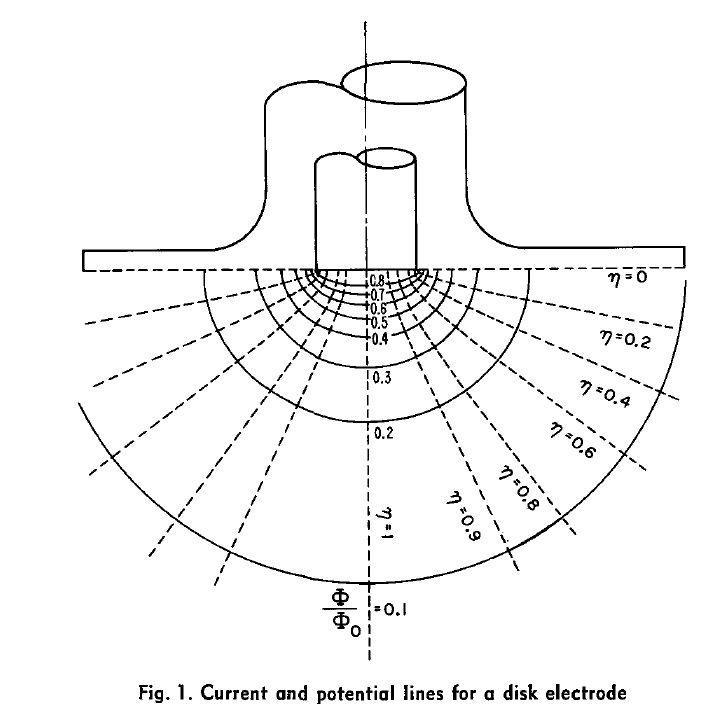 0.8
0.7
0.6
0.5
0.4
0.3
0.2
η=0
η=0.2
η=0.4
η=0.6
η=0.8
η=0.9
η=1
Φ/Φ₀ =0.1
Fig. 1. Current and potential lines for a disk electrode